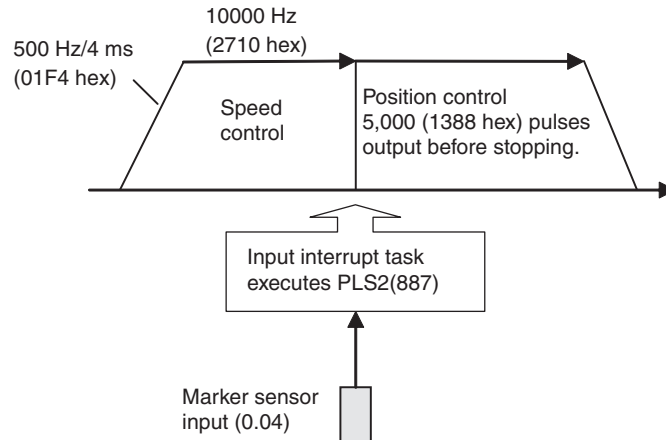 10000 Hz
(2710 hex)
500 Hz/4 ms
(01F4 hex)
Speed
control
Position control
5,000 (1388 hex) pulses
output before stopping.
Input interrupt task
executes PLS2(887)
Marker sensor
input (0.04)